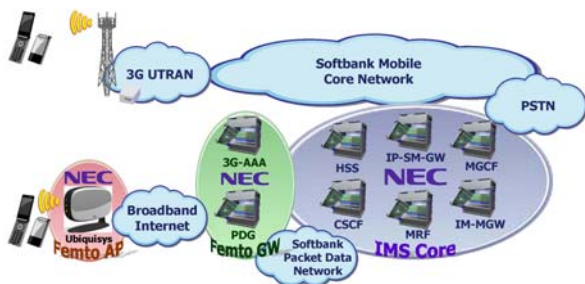 3G UTRAN
Softbank Mobile
Core Network
PSTN
3G-AAA
NEC
PDG
Femto GW
HSS
IP-SM-GW
MGCF
NEC
CSCF
MRF
IM-MGW
IMS Core
NEC
Ubiquisys
Femto AP
Broadband
Internet
Softbank
Packet Data
Network